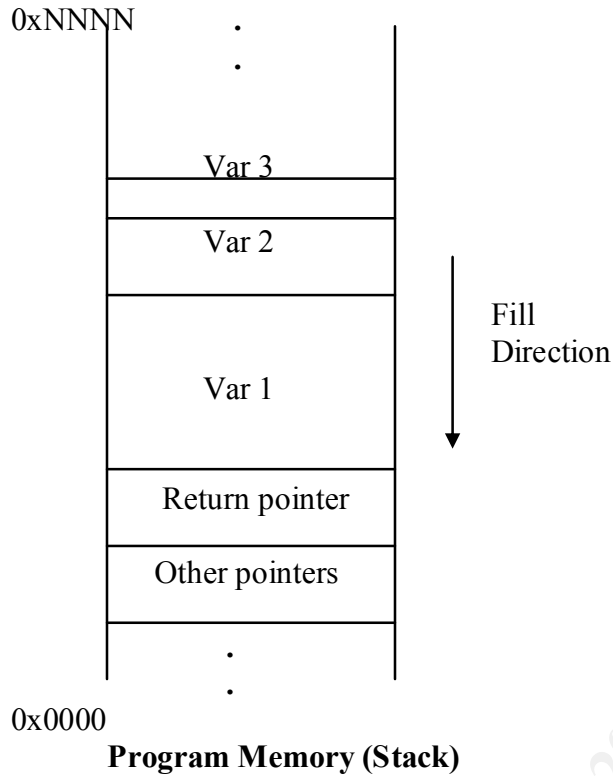 0xNNNN
Var 3
Var 2
Fill
Direction
Var 1
Return pointer
Other pointers
0x0000
Program Memory (Stack)